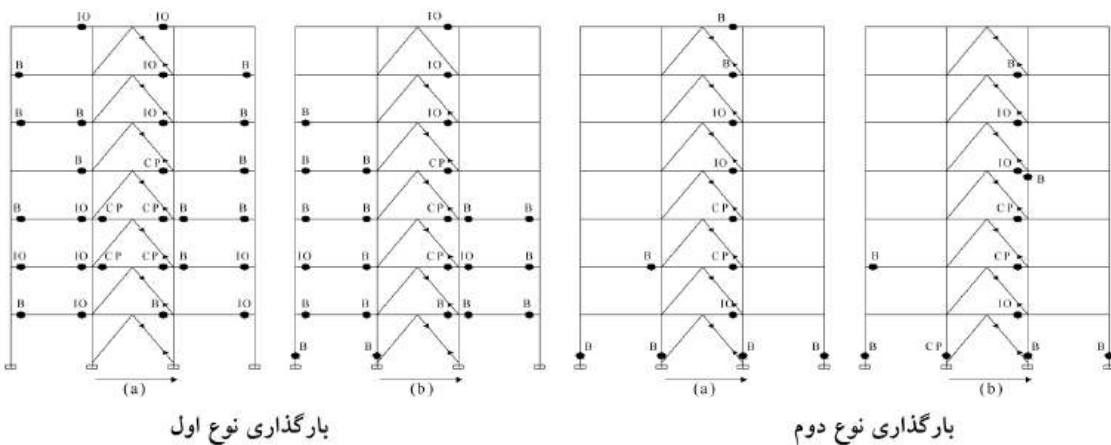 IO IO
B IO B
B B IO B
B CP B
B IO CP CP B B
IO IO CP CP B IO
B IO B IO
(a)
IO
IO
B IO
B B CP
B B CP B B
IO B CP IO B
B B B B B
B B
(b)
بارگذاری نوع اول
B
B
IO
IO
CP
B CP
IO
B B B B
(a)
B
IO
IO
B
CP
B CP
IO
B CP B B
(b)
بارگذاری نوع دوم